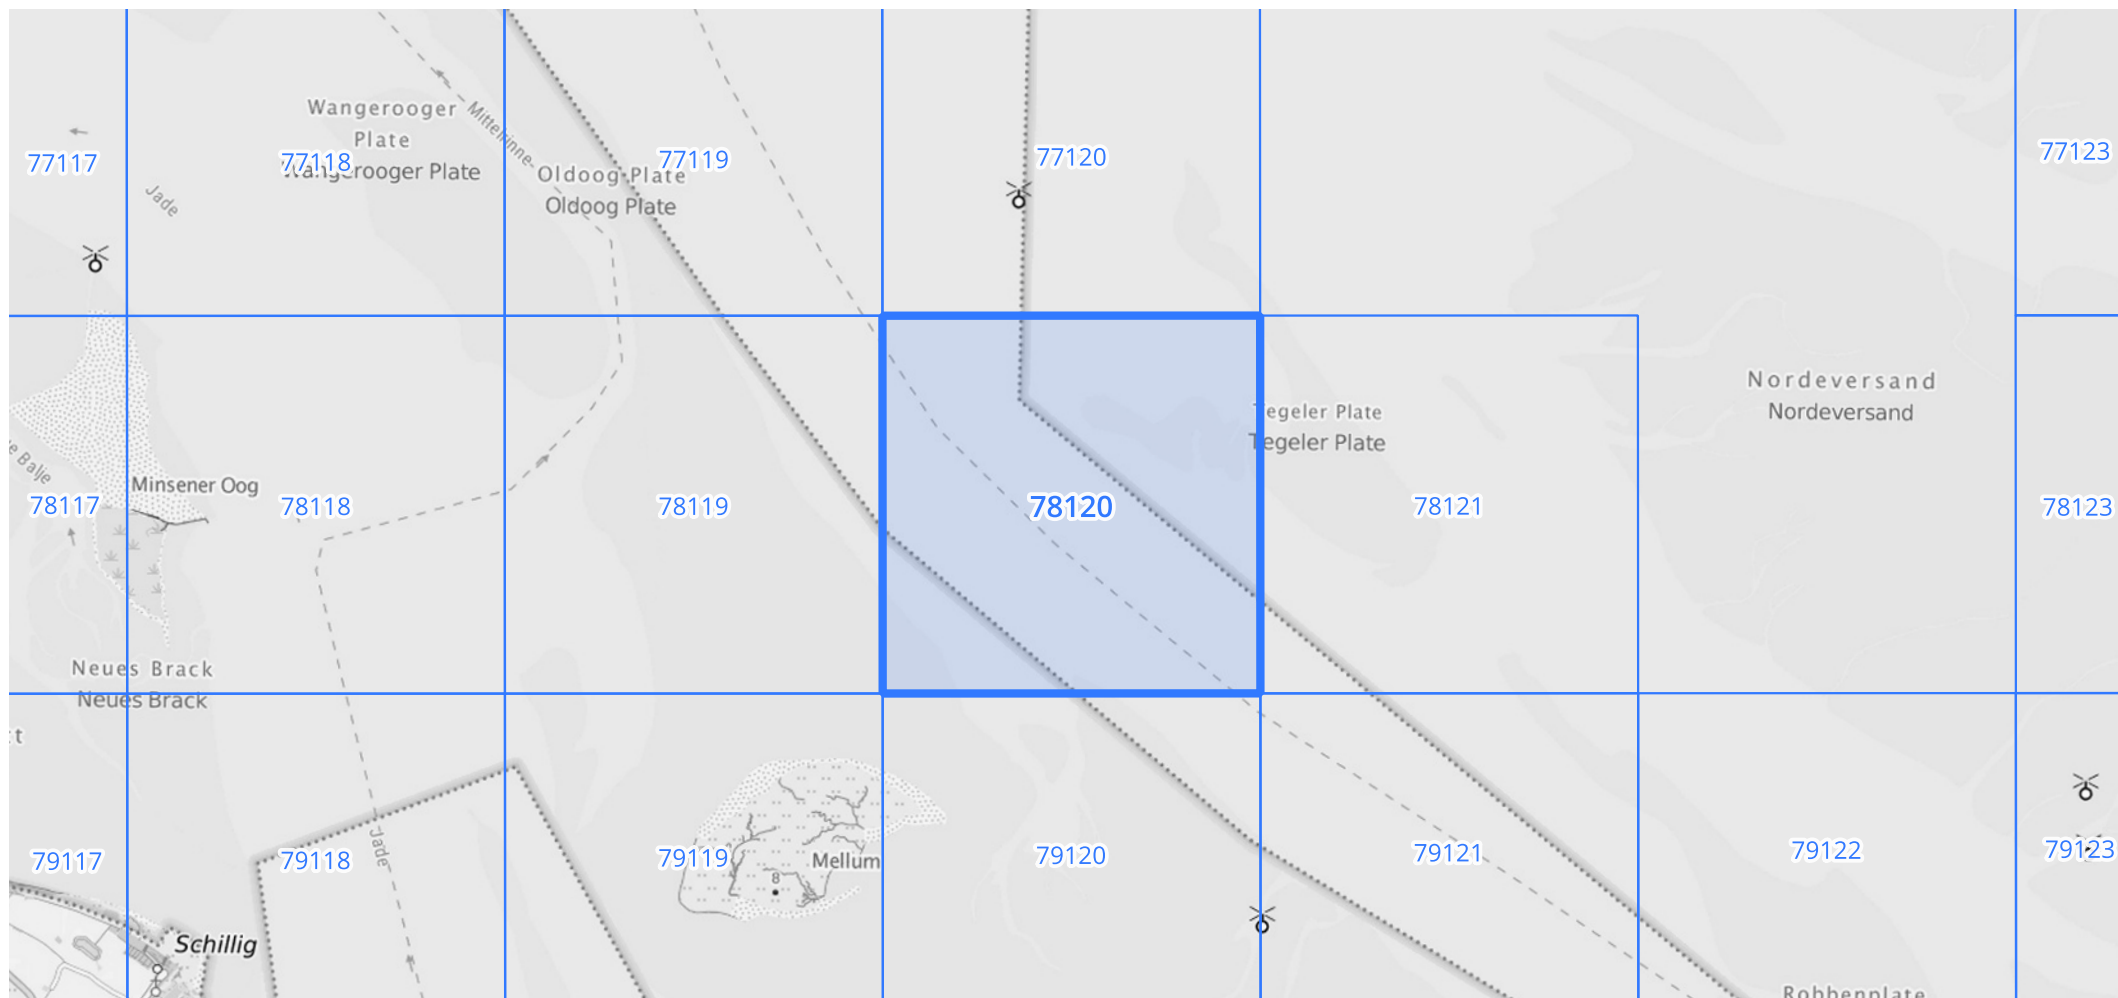 Wangerooger
Plate
Wangerooger Plate
Mittelrinne
Jade
Oldoog Plate
Oldoog Plate
77117
77118
77119
77120
77123
Nordeversand
Nordeversand
Tegeler Plate
Tegeler Plate
e Balje
Minsener Oog
78117
78118
78119
78120
78121
78123
Neues Brack
Neues Brack
t
Jade
79117
79118
79119
79120
79121
79122
79123
Mellum
8
Schillig
Robbenplate